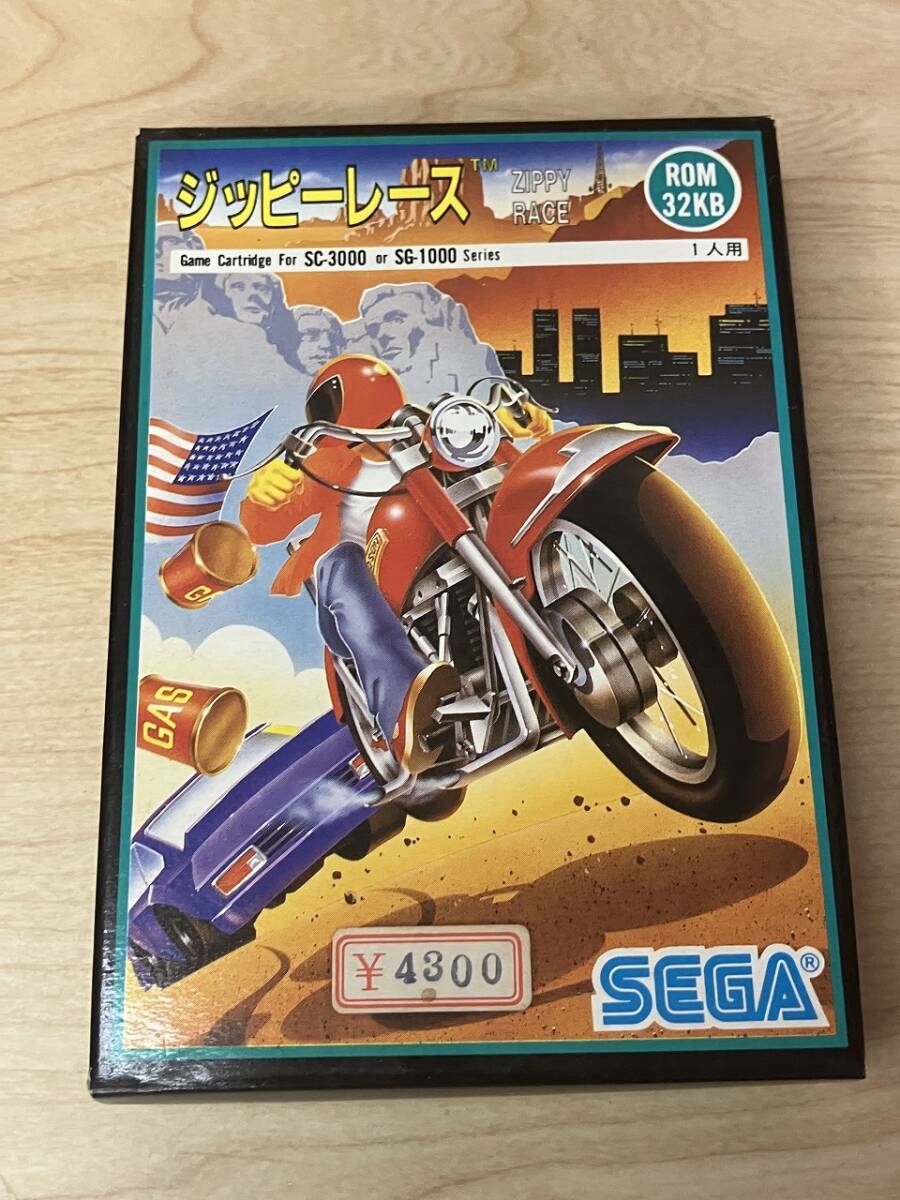 ジッピーレース™
ZIPPY
RACE
ROM
32KB
Game Cartridge For SC-3000 or SG-1000 Series
1人用
GAS
¥4300
SEGA®